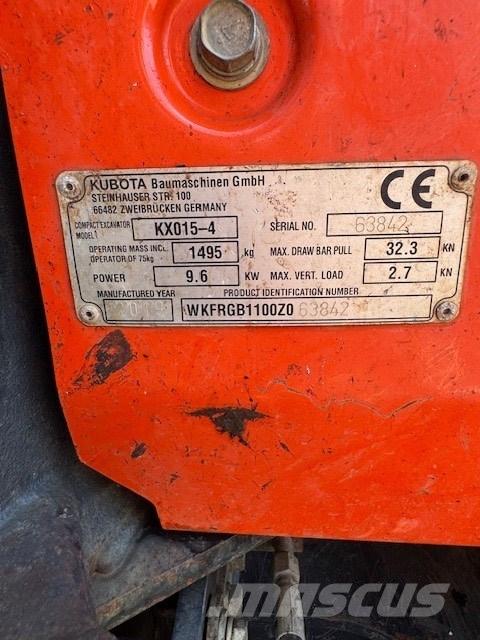 KUBOTA Baumaschinen GmbH
STEINHAUSER STR. 100
66482 ZWEIBRÜCKEN GERMANY
CE
COMPACT EXCAVATOR MODEL KX015-4 SERIAL NO. 63842
OPERATING MASS INCL. OPERATOR OF 75kg 1495 kg MAX. DRAW BAR PULL 32.3 KN
POWER 9.6 KW MAX. VERT. LOAD 2.7 KN
MANUFACTURED YEAR PRODUCT IDENTIFICATION NUMBER
WKFRGB1100Z063842
MASCUS